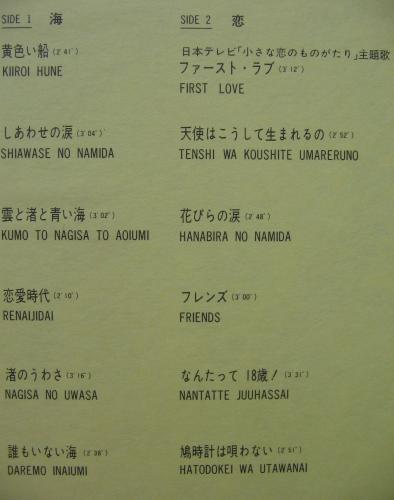 SIDE 1 海
黄色い船(2′41″)
KIIROI HUNE
しあわせの涙(3′04″)
SHIAWASE NO NAMIDA
雲と渚と青い海(3′02″)
KUMO TO NAGISA TO AOIUMI
恋愛時代(2′10″)
RENAIJIDAI
渚のうわさ(3′16″)
NAGISA NO UWASA
誰もいない海(2′38″)
DAREMO INAIUMI
SIDE 2 恋
日本テレビ「小さな恋のものがたり」主題歌
ファースト・ラブ(3′12″)
FIRST LOVE
天使はこうして生まれるの(2′52″)
TENSHI WA KOUSHITE UMARERUNO
花びらの涙(2′48″)
HANABIRA NO NAMIDA
フレンズ(3′00″)
FRIENDS
なんたって 18歳!(3′31″)
NANTATTE JUUHASSAI
鳩時計は唄わない(2′51″)
HATODOKEI WA UTAWANAI